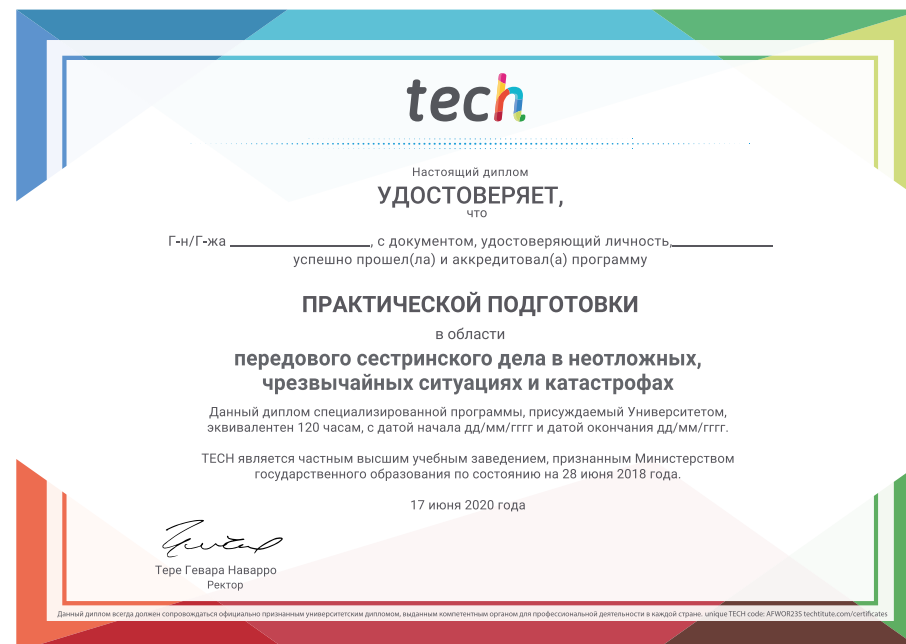 tech
Настоящий диплом
УДОСТОВЕРЯЕТ,
что
Г-н/Г-жа ____________________, с документом, удостоверяющий личность,______________
успешно прошел(ла) и аккредитовал(а) программу
ПРАКТИЧЕСКОЙ ПОДГОТОВКИ
в области
передового сестринского дела в неотложных,
чрезвычайных ситуациях и катастрофах
Данный диплом специализированной программы, присуждаемый Университетом,
эквивалентен 120 часам, с датой начала дд/мм/гггг и датой окончания дд/мм/гггг.
TECH является частным высшим учебным заведением, признанным Министерством
государственного образования по состоянию на 28 июня 2018 года.
17 июня 2020 года
Тере Гевара Наварро
Ректор
Данный диплом всегда должен сопровождаться официально признанным университетским дипломом, выданным компетентным органом для профессиональной деятельности в каждой стране. unique TECH code: AFWOR23S techtitute.com/certificates